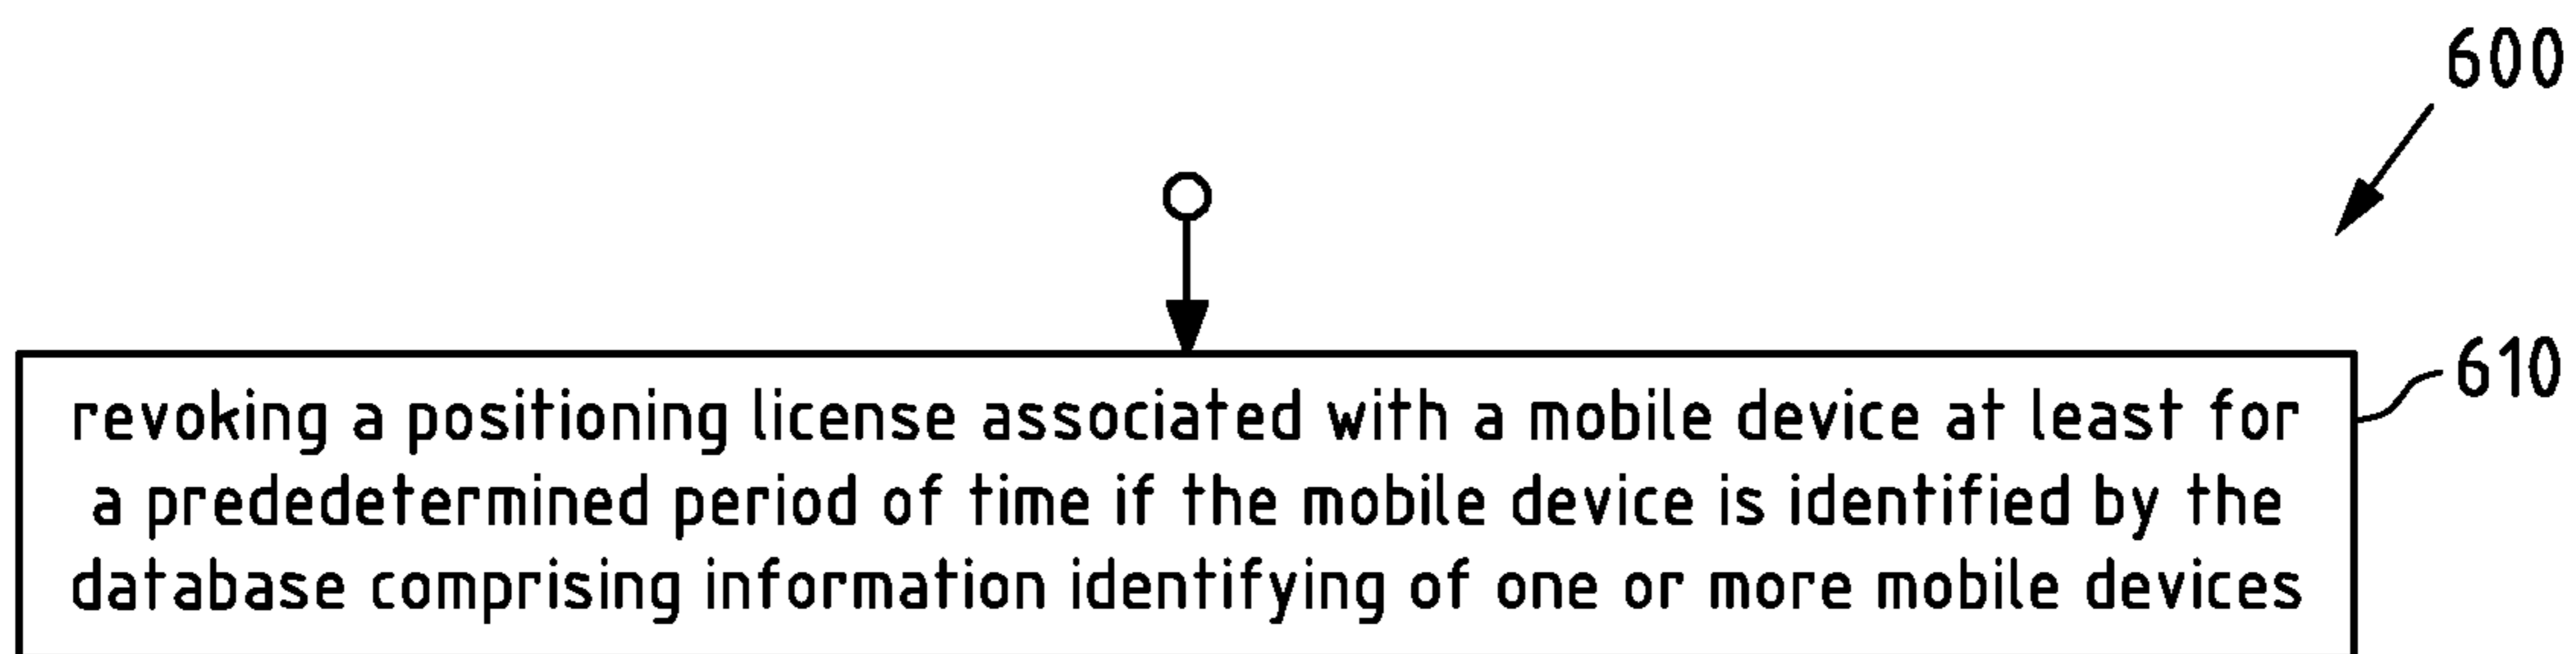 600
610
revoking a positioning license associated with a mobile device at least for
a prededetermined period of time if the mobile device is identified by the
database comprising information identifying of one or more mobile devices